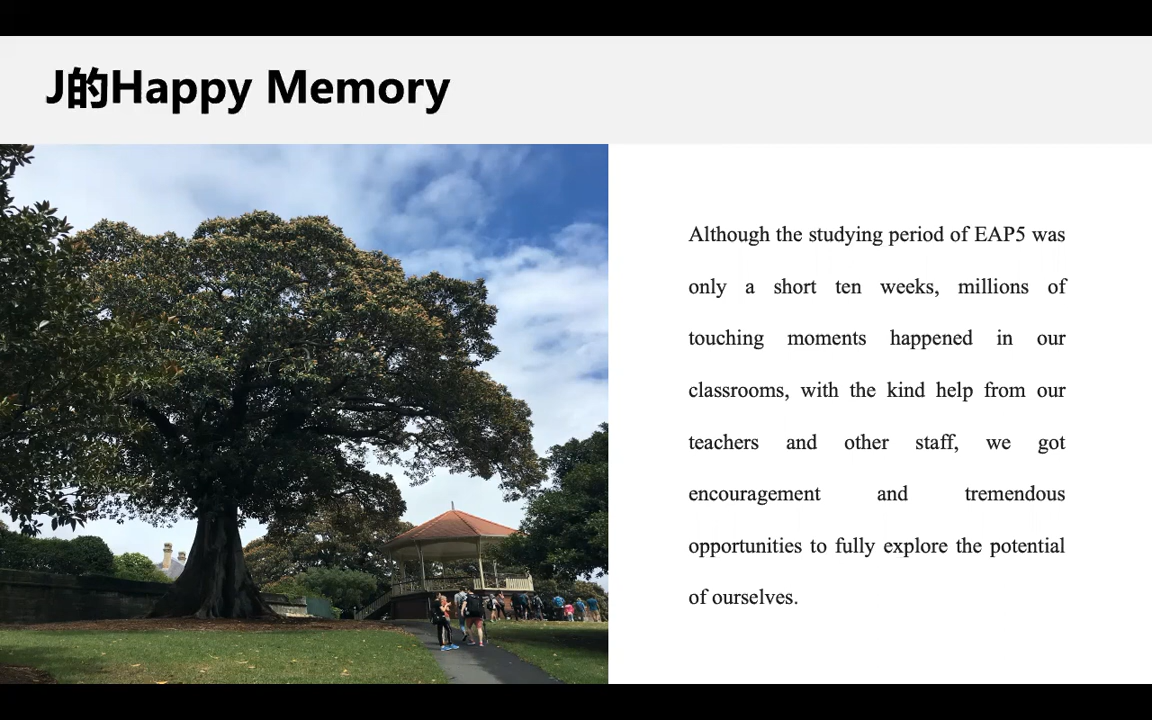 J的Happy Memory
Although the studying period of EAP5 was
only a short ten weeks, millions of
touching moments happened in our
classrooms, with the kind help from our
teachers and other staff, we got
encouragement and tremendous
opportunities to fully explore the potential
of ourselves.